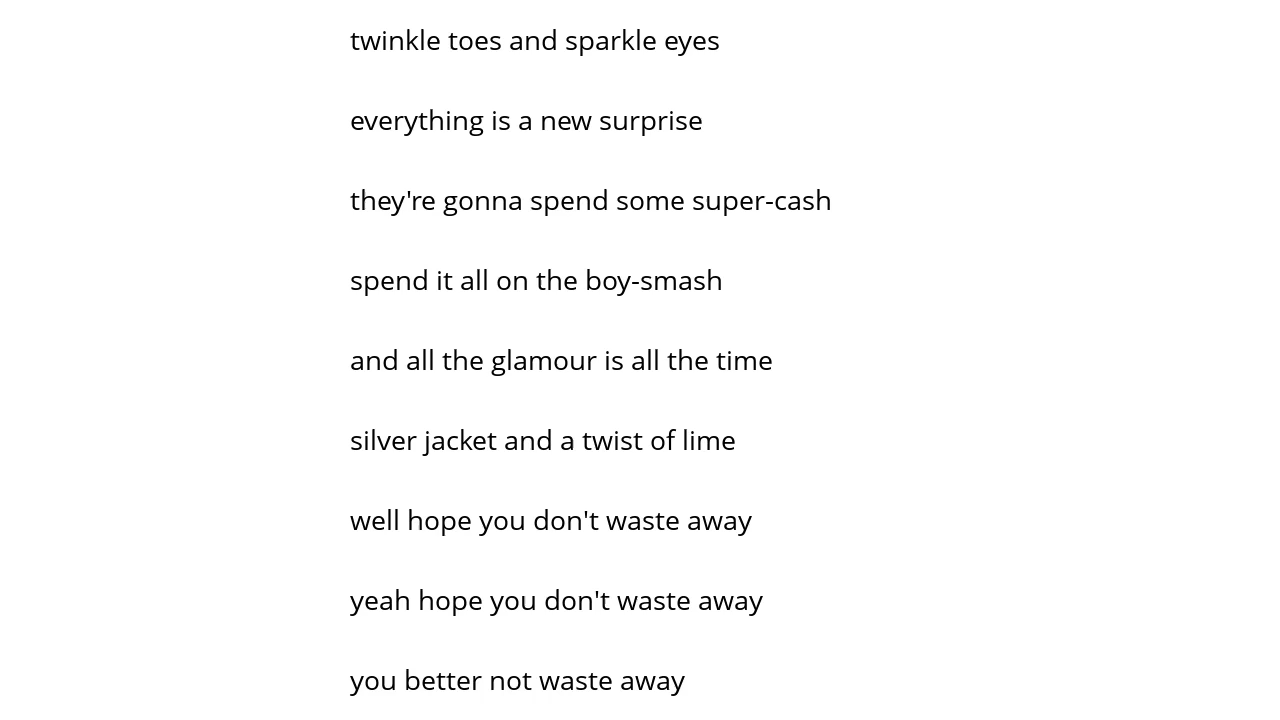 twinkle toes and sparkle eyes
everything is a new surprise
they're gonna spend some super-cash
spend it all on the boy-smash
and all the glamour is all the time
silver jacket and a twist of lime
well hope you don't waste away
yeah hope you don't waste away
you better not waste away